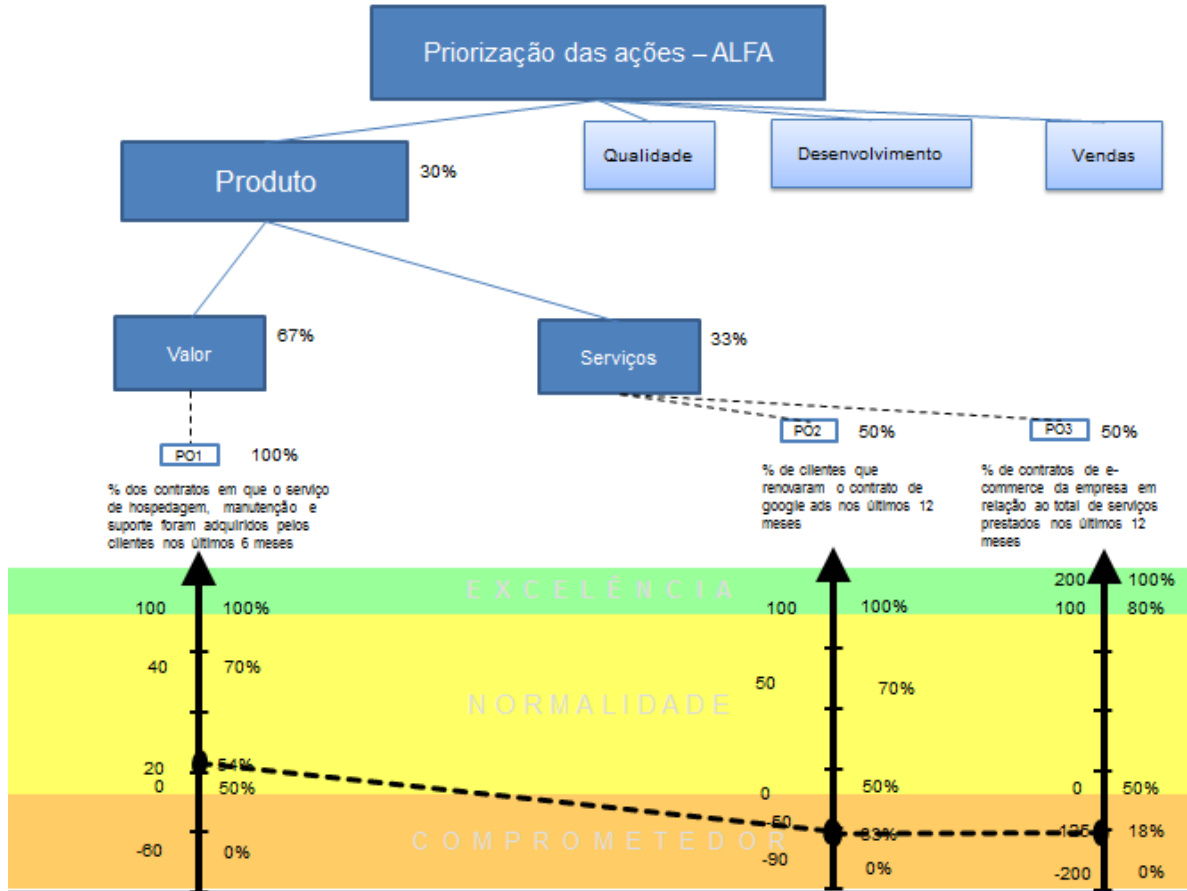 Priorização das ações – ALFA
Qualidade
Desenvolvimento
Vendas
Produto
30%
Valor
67%
Serviços
33%
PO1
100%
% dos contratos em que o serviço
de hospedagem, manutenção e
suporte foram adquiridos pelos
clientes nos últimos 6 meses
PO2
50%
% de clientes que
renovaram o contrato de
google ads nos últimos 12
meses
PO3
50%
% de contratos de e-
commerce da empresa em
relação ao total de serviços
prestados nos últimos 12
meses
EXCELÊNCIA
NORMALIDADE
COMPROMETEDOR
100 100%
40 70%
20 54%
0 50%
-60 0%
100 100%
50 70%
0 50%
33%
-90 0%
200 100%
100 80%
0 50%
18%
-200 0%